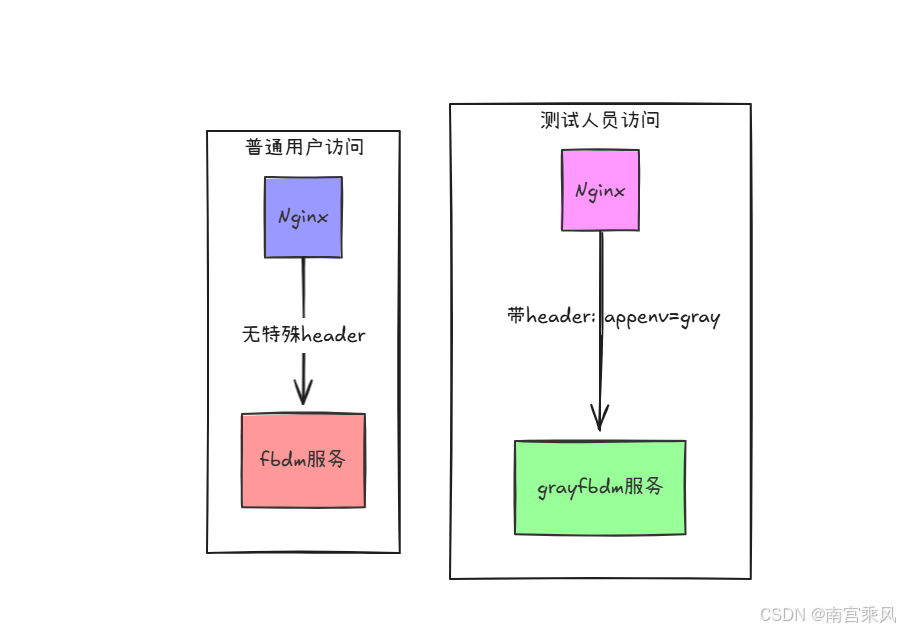 普通用户访问
Nginx
无特殊header
fbdm服务
测试人员访问
Nginx
带header: appenv=gray
grayfbdm服务
CSDN @南宫乘风